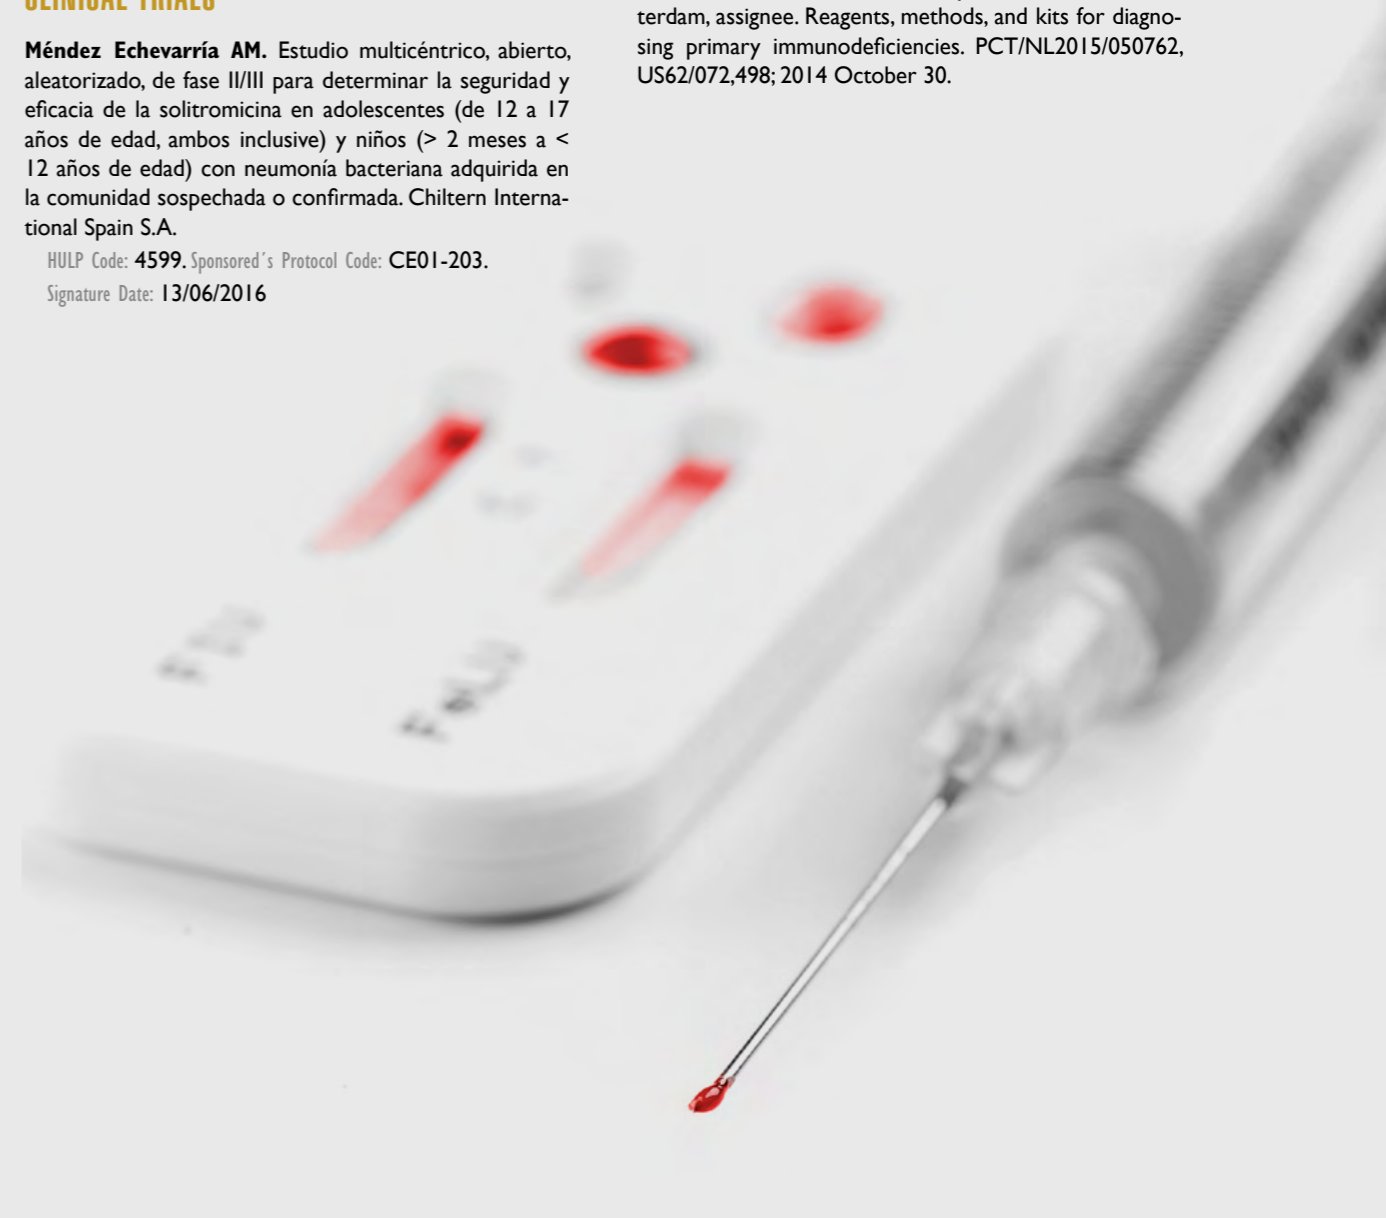 CLINICAL TRIALS
Méndez Echevarría AM. Estudio multicéntrico, abierto,
aleatorizado, de fase II/III para determinar la seguridad y
eficacia de la solitromicina en adolescentes (de 12 a 17
años de edad, ambos inclusive) y niños (> 2 meses a <
12 años de edad) con neumonía bacteriana adquirida en
la comunidad sospechada o confirmada. Chiltern Interna-
tional Spain S.A.
HULP Code: 4599. Sponsored´s Protocol Code: CE01-203.
Signature Date: 13/06/2016
terdam, assignee. Reagents, methods, and kits for diagno-
sing primary immunodeficiencies. PCT/NL2015/050762,
US62/072,498; 2014 October 30.